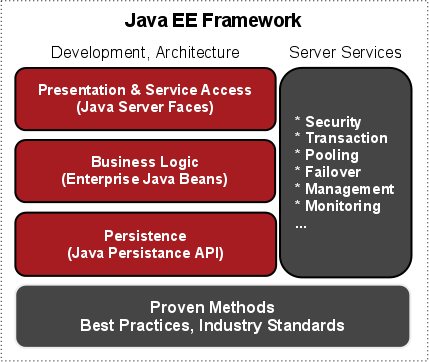 Java EE Framework
Development, Architecture
Server Services
Presentation & Service Access
(Java Server Faces)
Business Logic
(Enterprise Java Beans)
Persistence
(Java Persistance API)
* Security
* Transaction
* Pooling
* Failover
* Management
* Monitoring
...
Proven Methods
Best Practices, Industry Standards